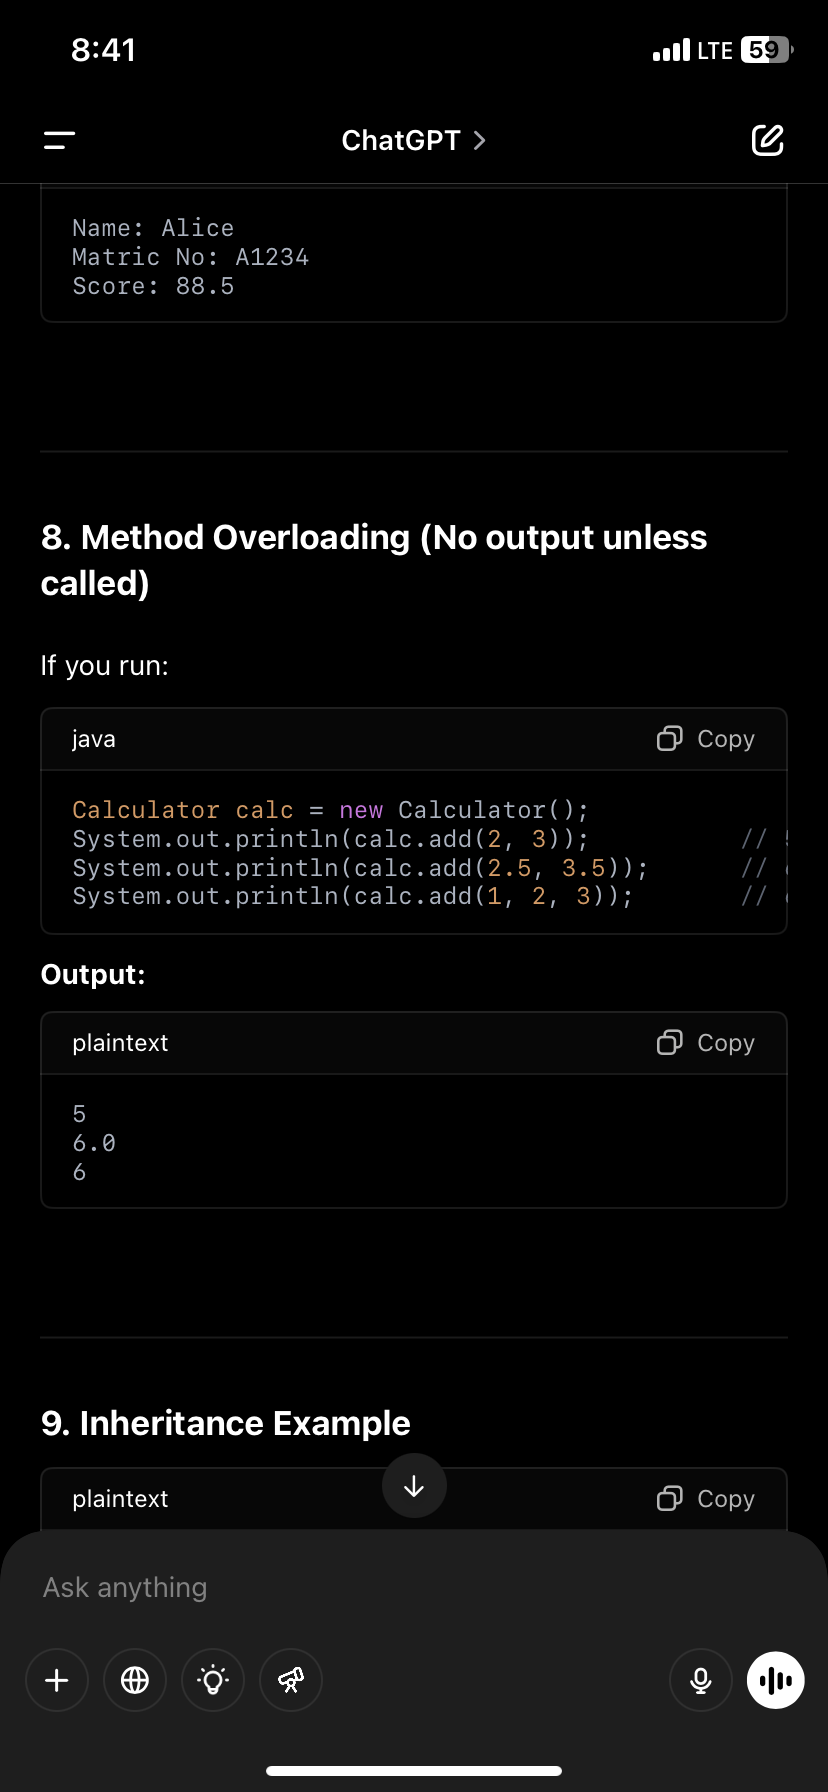 8:41
LTE 59
ChatGPT >
Name: Alice
Matric No: A1234
Score: 88.5
8. Method Overloading (No output unless
called)
If you run:
java
Copy
Calculator calc = new Calculator();
System.out.println(calc.add(2, 3)); //
System.out.println(calc.add(2.5, 3.5)); //
System.out.println(calc.add(1, 2, 3)); //
Output:
plaintext
Copy
5
6.0
6
9. Inheritance Example
plaintext
Copy
Ask anything